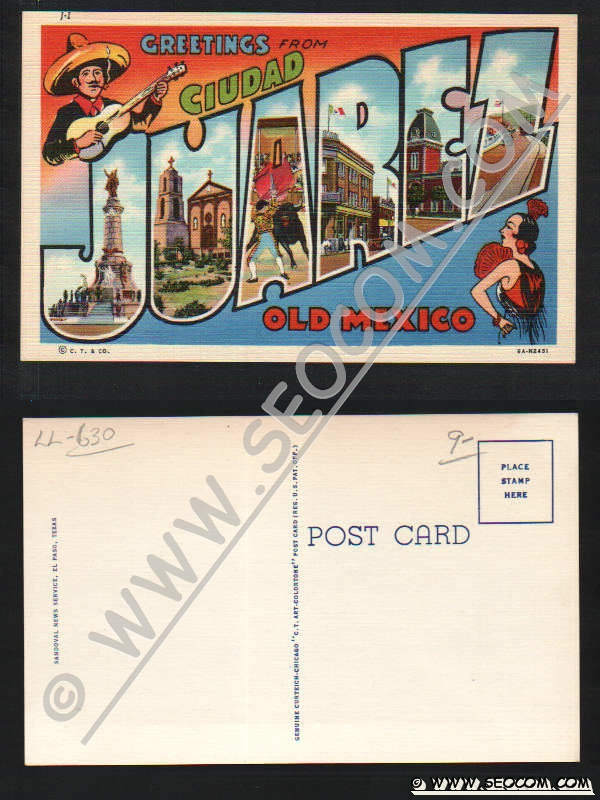 J-1
GREETINGS FROM
CIUDAD
JUAREZ
OLD MEXICO
© C. T. & CO.
9A-H2451
LL-630
9-
PLACE
STAMP
HERE
POST CARD
SANDOVAL NEWS SERVICE, EL PASO, TEXAS
GENUINE CURTEICH-CHICAGO "C.T. ART-COLORTONE" POST CARD (REG. U.S. PAT. OFF.)
© WWW.SEOCOM.COM
© WWW.SEOCOM.COM ©